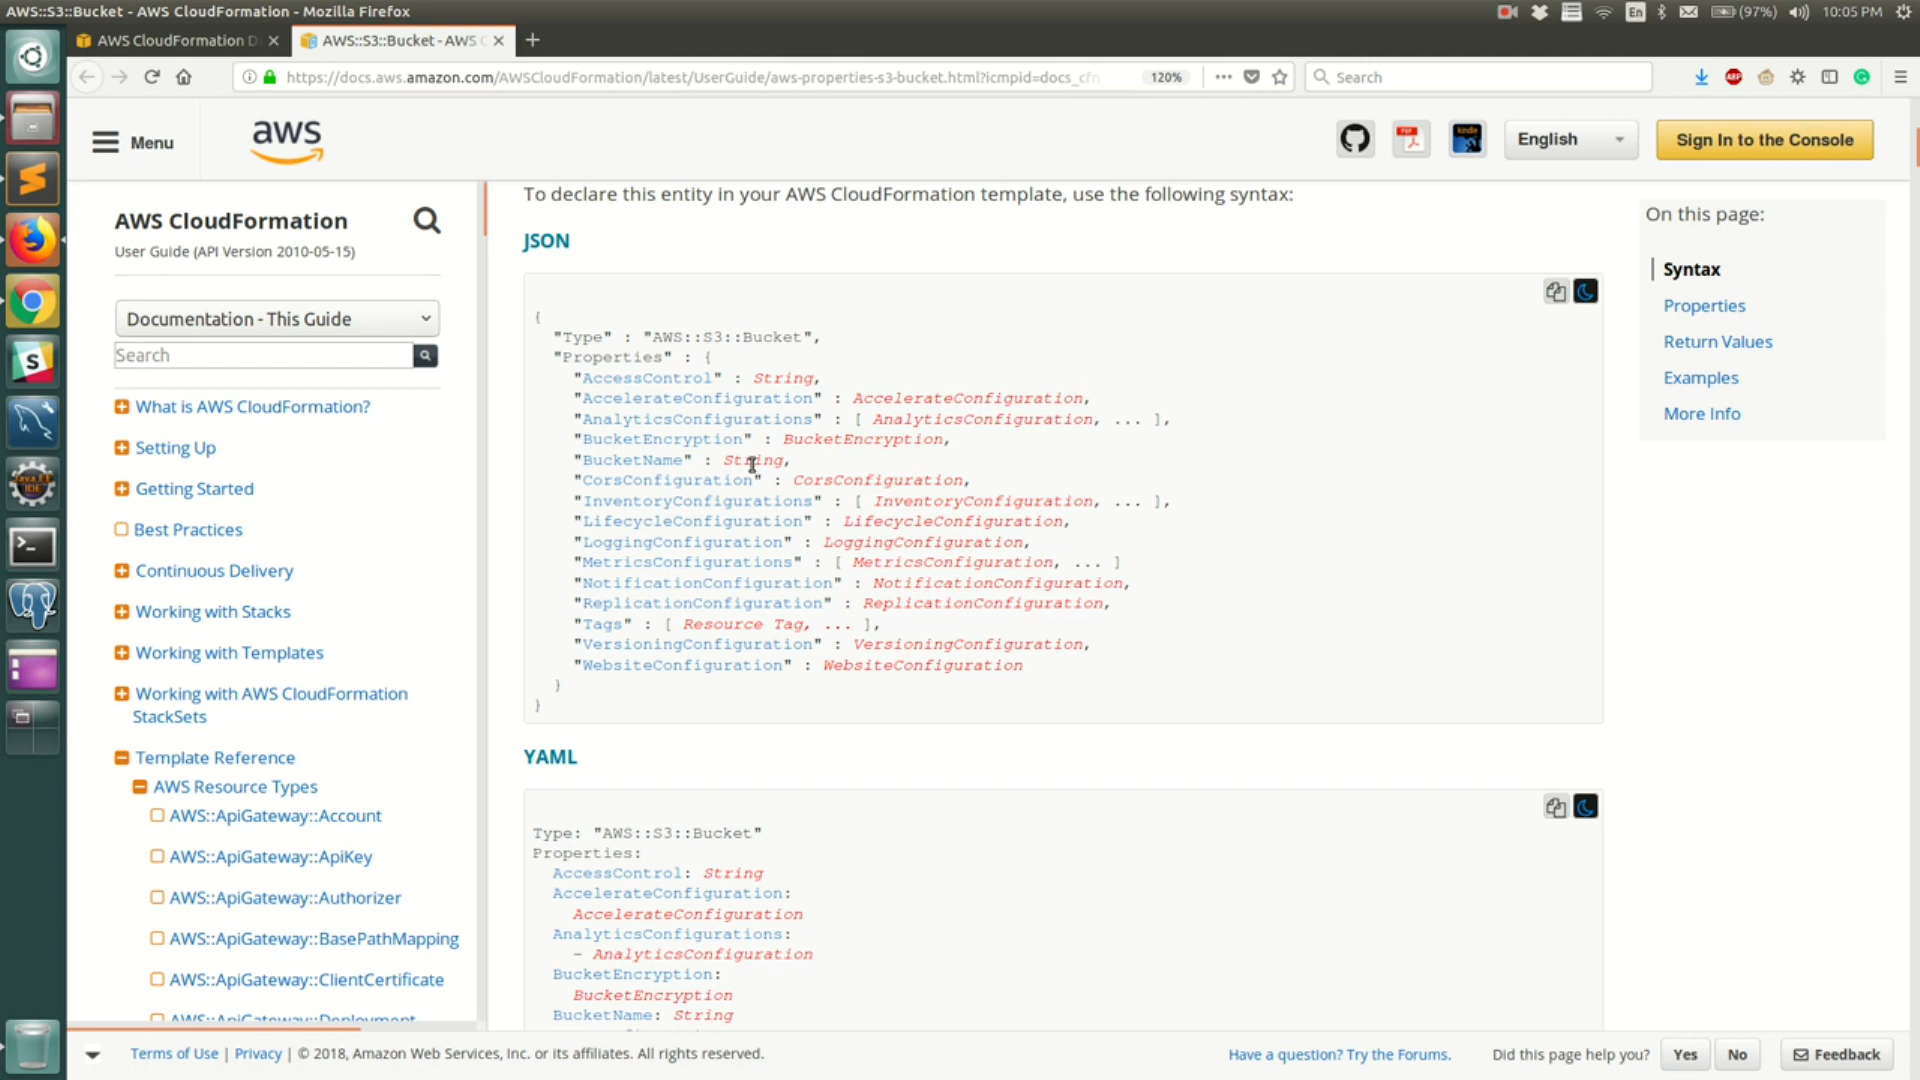 AWS::S3::Bucket - AWS CloudFormation - Mozilla Firefox
En
(97%)
10:05 PM
AWS CloudFormation D
AWS::S3::Bucket - AWS C
https://docs.aws.amazon.com/AWSCloudFormation/latest/UserGuide/aws-properties-s3-bucket.html?icmpid=docs_cfn
120%
Search
ABP
Menu
aws
PDF
kindle
English
Sign In to the Console
AWS CloudFormation
User Guide (API Version 2010-05-15)
Documentation - This Guide
Search
What is AWS CloudFormation?
Setting Up
Getting Started
Best Practices
Continuous Delivery
Working with Stacks
Working with Templates
Working with AWS CloudFormation
StackSets
Template Reference
AWS Resource Types
AWS::ApiGateway::Account
AWS::ApiGateway::ApiKey
AWS::ApiGateway::Authorizer
AWS::ApiGateway::BasePathMapping
AWS::ApiGateway::ClientCertificate
AWS::ApiGateway::Deployment
To declare this entity in your AWS CloudFormation template, use the following syntax:
JSON
{
"Type" : "AWS::S3::Bucket",
"Properties" : {
"AccessControl" : String,
"AccelerateConfiguration" : AccelerateConfiguration,
"AnalyticsConfigurations" : [ AnalyticsConfiguration, ... ],
"BucketEncryption" : BucketEncryption,
"BucketName" : String,
"CorsConfiguration" : CorsConfiguration,
"InventoryConfigurations" : [ InventoryConfiguration, ... ],
"LifecycleConfiguration" : LifecycleConfiguration,
"LoggingConfiguration" : LoggingConfiguration,
"MetricsConfigurations" : [ MetricsConfiguration, ... ]
"NotificationConfiguration" : NotificationConfiguration,
"ReplicationConfiguration" : ReplicationConfiguration,
"Tags" : [ Resource Tag, ... ],
"VersioningConfiguration" : VersioningConfiguration,
"WebsiteConfiguration" : WebsiteConfiguration
}
}
YAML
Type: "AWS::S3::Bucket"
Properties:
AccessControl: String
AccelerateConfiguration:
AccelerateConfiguration
AnalyticsConfigurations:
- AnalyticsConfiguration
BucketEncryption:
BucketEncryption
BucketName: String
On this page:
Syntax
Properties
Return Values
Examples
More Info
Terms of Use | Privacy | © 2018, Amazon Web Services, Inc. or its affiliates. All rights reserved.
Have a question? Try the Forums.
Did this page help you?
Yes
No
Feedback